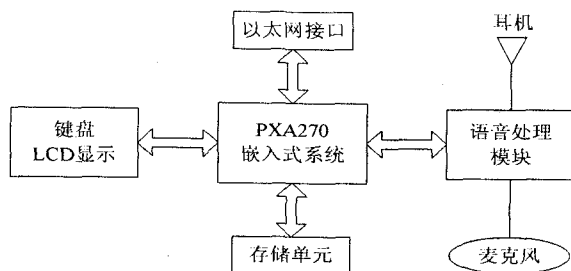 以太网接口
耳机
键盘
LCD显示
PXA270
嵌入式系统
语音处理
模块
存储单元
麦克风